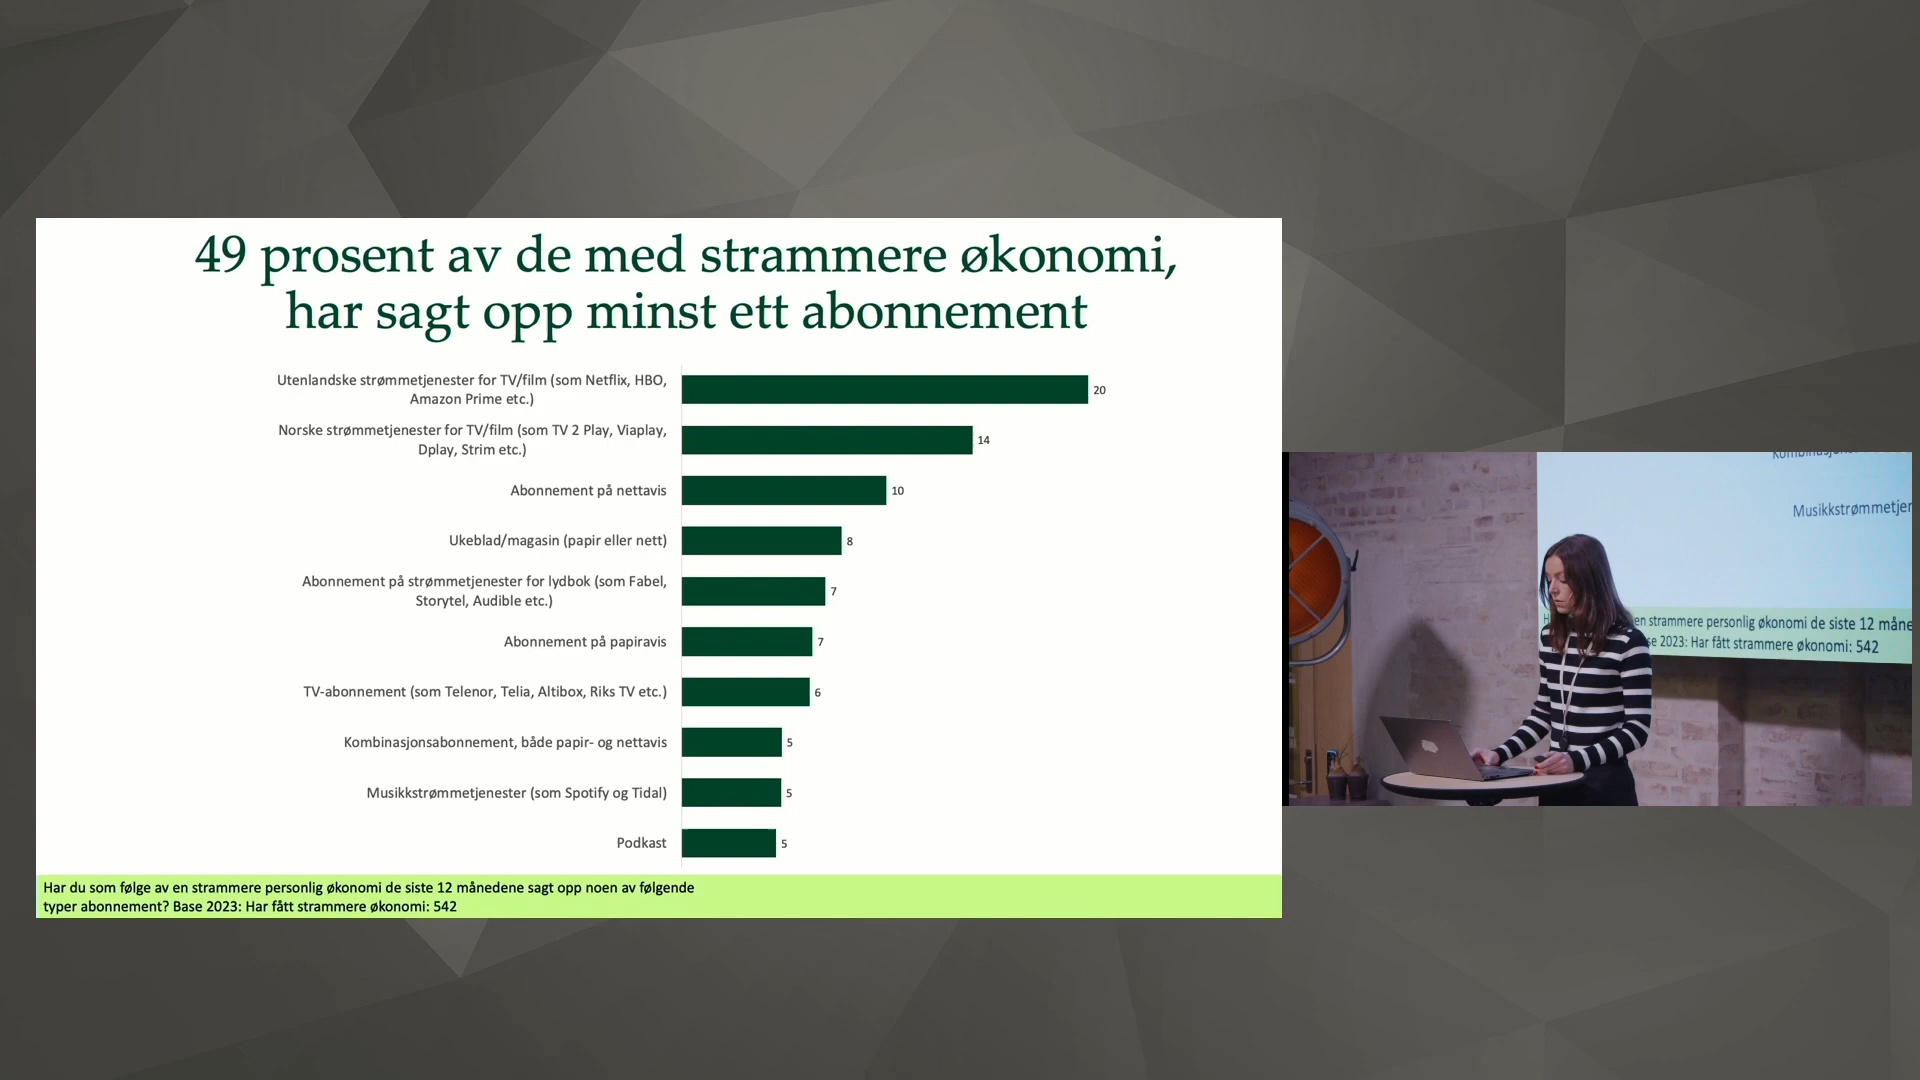 49 prosent av de med strammere økonomi,
har sagt opp minst ett abonnement
Utenlandske strømmetjenester for TV/film (som Netflix, HBO,
Amazon Prime etc.)
20
Norske strømmetjenester for TV/film (som TV 2 Play, Viaplay,
Dplay, Strim etc.)
14
Abonnement på nettavis
10
Ukeblad/magasin (papir eller nett)
8
Abonnement på strømmetjenester for lydbok (som Fabel,
Storytel, Audible etc.)
7
Abonnement på papiravis
7
TV-abonnement (som Telenor, Telia, Altibox, Riks TV etc.)
6
Kombinasjonsabonnement, både papir- og nettavis
5
Musikkstrømmetjenester (som Spotify og Tidal)
5
Podkast
5
Har du som følge av en strammere personlig økonomi de siste 12 månedene sagt opp noen av følgende
typer abonnement? Base 2023: Har fått strammere økonomi: 542
Musikkstrømmetjer
en strammere personlig økonomi de siste 12 måne
se 2023: Har fått strammere økonomi: 542